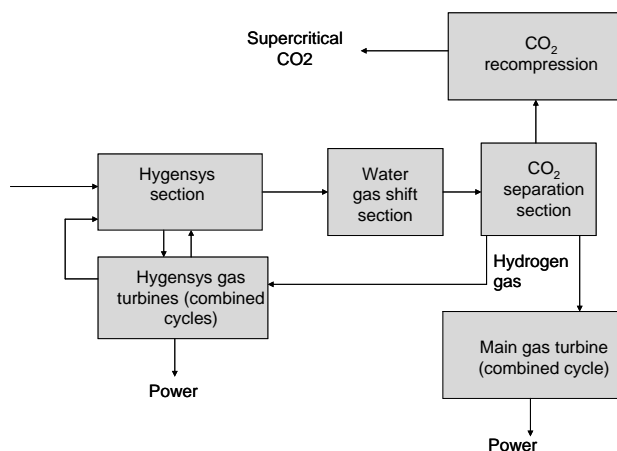 Supercritical
CO2
CO₂
recompression
Hygensys
section
Water
gas shift
section
CO₂
separation
section
Hydrogen
gas
Hygensys gas
turbines (combined
cycles)
Main gas turbine
(combined cycle)
Power
Power